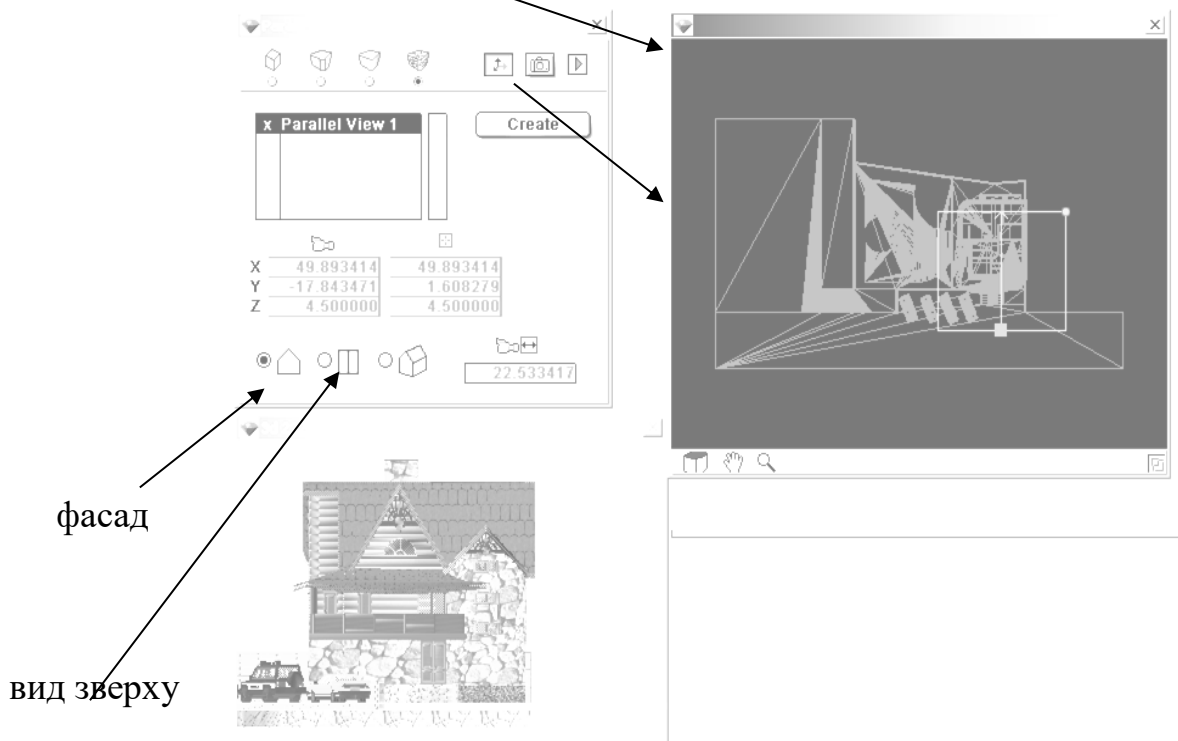 x Parallel View 1
Create
X 49.893414 49.893414
Y -17.843471 1.608279
Z 4.500000 4.500000
22.533417
фасад
вид зверху